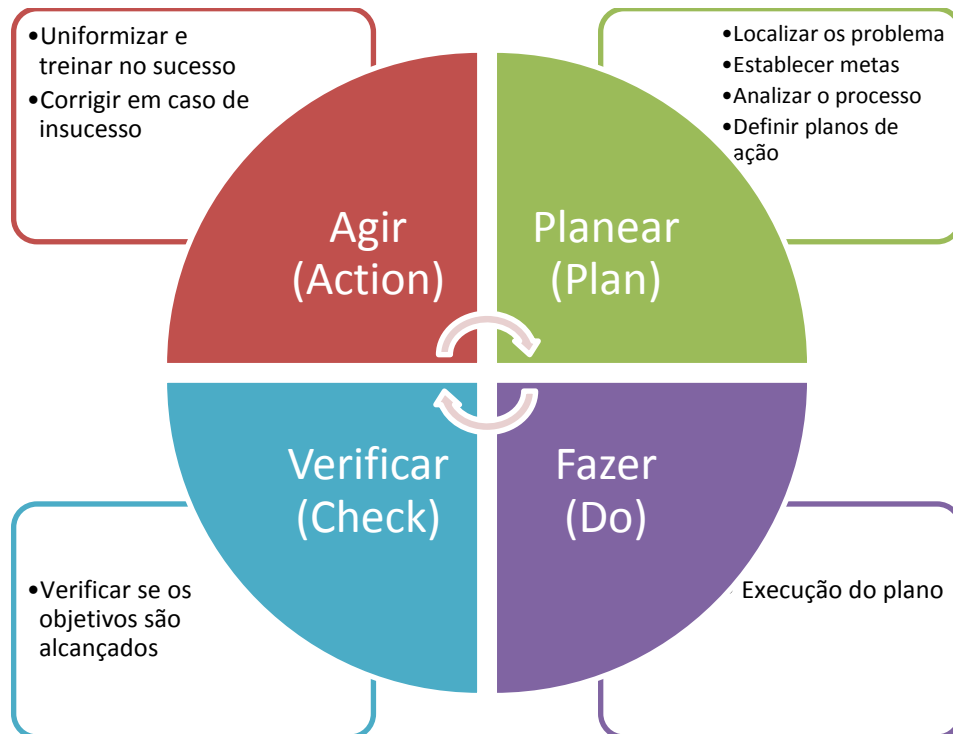 •Uniformizar e
treinar no sucesso
•Corrigir em caso de
insucesso
•Localizar os problema
•Establecer metas
•Analizar o processo
•Definir planos de
ação
Agir
(Action)
Planear
(Plan)
Verificar
(Check)
Fazer
(Do)
•Verificar se os
objetivos são
alcançados
Execução do plano